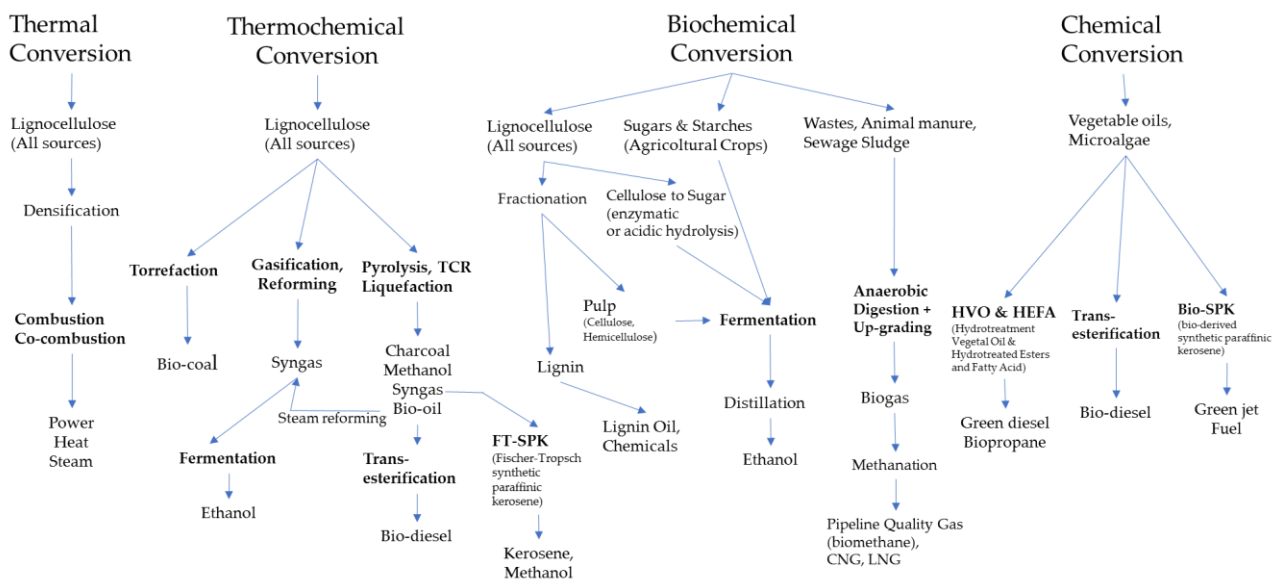 Thermal
Conversion
Lignocellulose
(All sources)
Densification
Combustion
Co-combustion
Power
Heat
Steam
Thermochemical
Conversion
Lignocellulose
(All sources)
Torrefaction
Bio-coal
Gasification,
Reforming
Syngas
Steam reforming
Fermentation
Ethanol
Pyrolysis, TCR
Liquefaction
Charcoal
Methanol
Syngas
Bio-oil
Trans-
esterification
Bio-diesel
FT-SPK
(Fischer-Tropsch
synthetic
paraffinic
kerosene)
Kerosene,
Methanol
Biochemical
Conversion
Lignocellulose
(All sources)
Fractionation
Pulp
(Cellulose,
Hemicellulose)
Lignin
Lignin Oil,
Chemicals
Cellulose to Sugar
(enzymatic
or acidic hydrolysis)
Sugars & Starches
(Agricoltural Crops)
Fermentation
Distillation
Ethanol
Wastes, Animal manure,
Sewage Sludge
Anaerobic
Digestion +
Up-grading
Biogas
Methanation
Pipeline Quality Gas
(biomethane),
CNG, LNG
Chemical
Conversion
Vegetable oils,
Microalgae
HVO & HEFA
(Hydrotreatment
Vegetal Oil &
Hydrotreated Esters
and Fatty Acid)
Green diesel
Biopropane
Trans-
esterification
Bio-diesel
Bio-SPK
(bio-derived
synthetic paraffinic
kerosene)
Green jet
Fuel